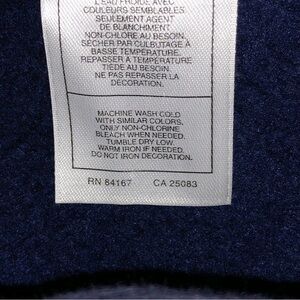 L'EAU FROIDE AVEC
COULEURS SEMBLABLES.
SEULEMENT AGENT
DE BLANCHIMENT
NON-CHLORE AU BESOIN.
SÉCHER PAR CULBUTAGE À
BASSE TEMPÉRATURE.
REPASSER À TEMPÉRATURE
TIÈDE AU BESOIN.
NE PAS REPASSER LA
DÉCORATION.
MACHINE WASH COLD
WITH SIMILAR COLORS.
ONLY NON-CHLORINE
BLEACH WHEN NEEDED.
TUMBLE DRY LOW.
WARM IRON IF NEEDED.
DO NOT IRON DECORATION.
RN 84167 CA 25083